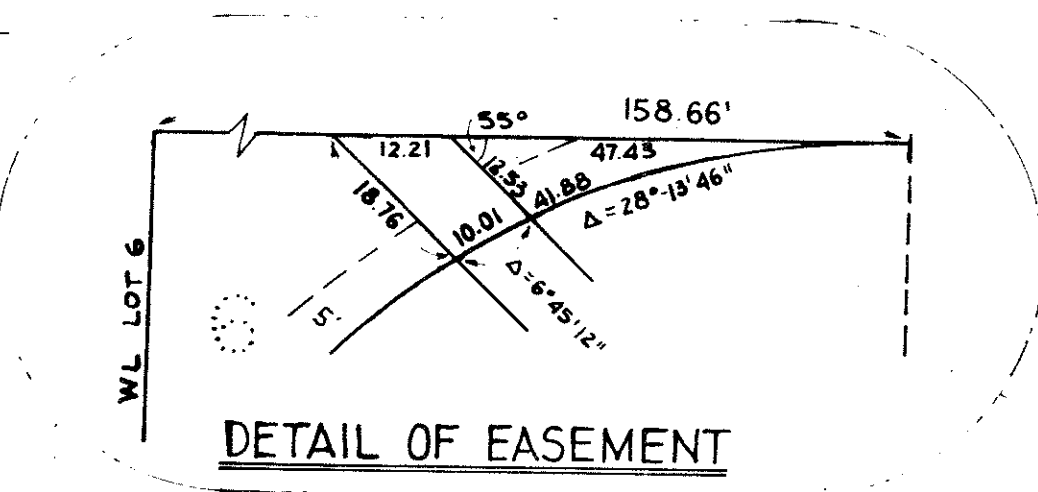 158.66'
55°
12.21
47.43
12.53
41.88
18.76
10.01
Δ=28°-13'46"
Δ=6°45'12"
5'
WL LOT 6
DETAIL OF EASEMENT